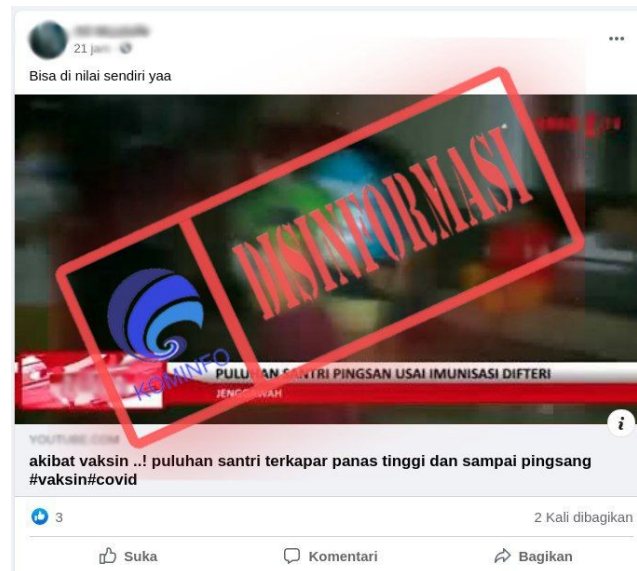 21 jam
Bisa di nilai sendiri yaa
DISINFORMASI
KOMINFO
PULUHAN SANTRI PINGSAN USAI IMUNISASI DIFTERI
JENGGAWAH
YOUTUBE.COM
akibat vaksin ..! puluhan santri terkapar panas tinggi dan sampai pingsang
#vaksin#covid
3
2 Kali dibagikan
Suka
Komentari
Bagikan